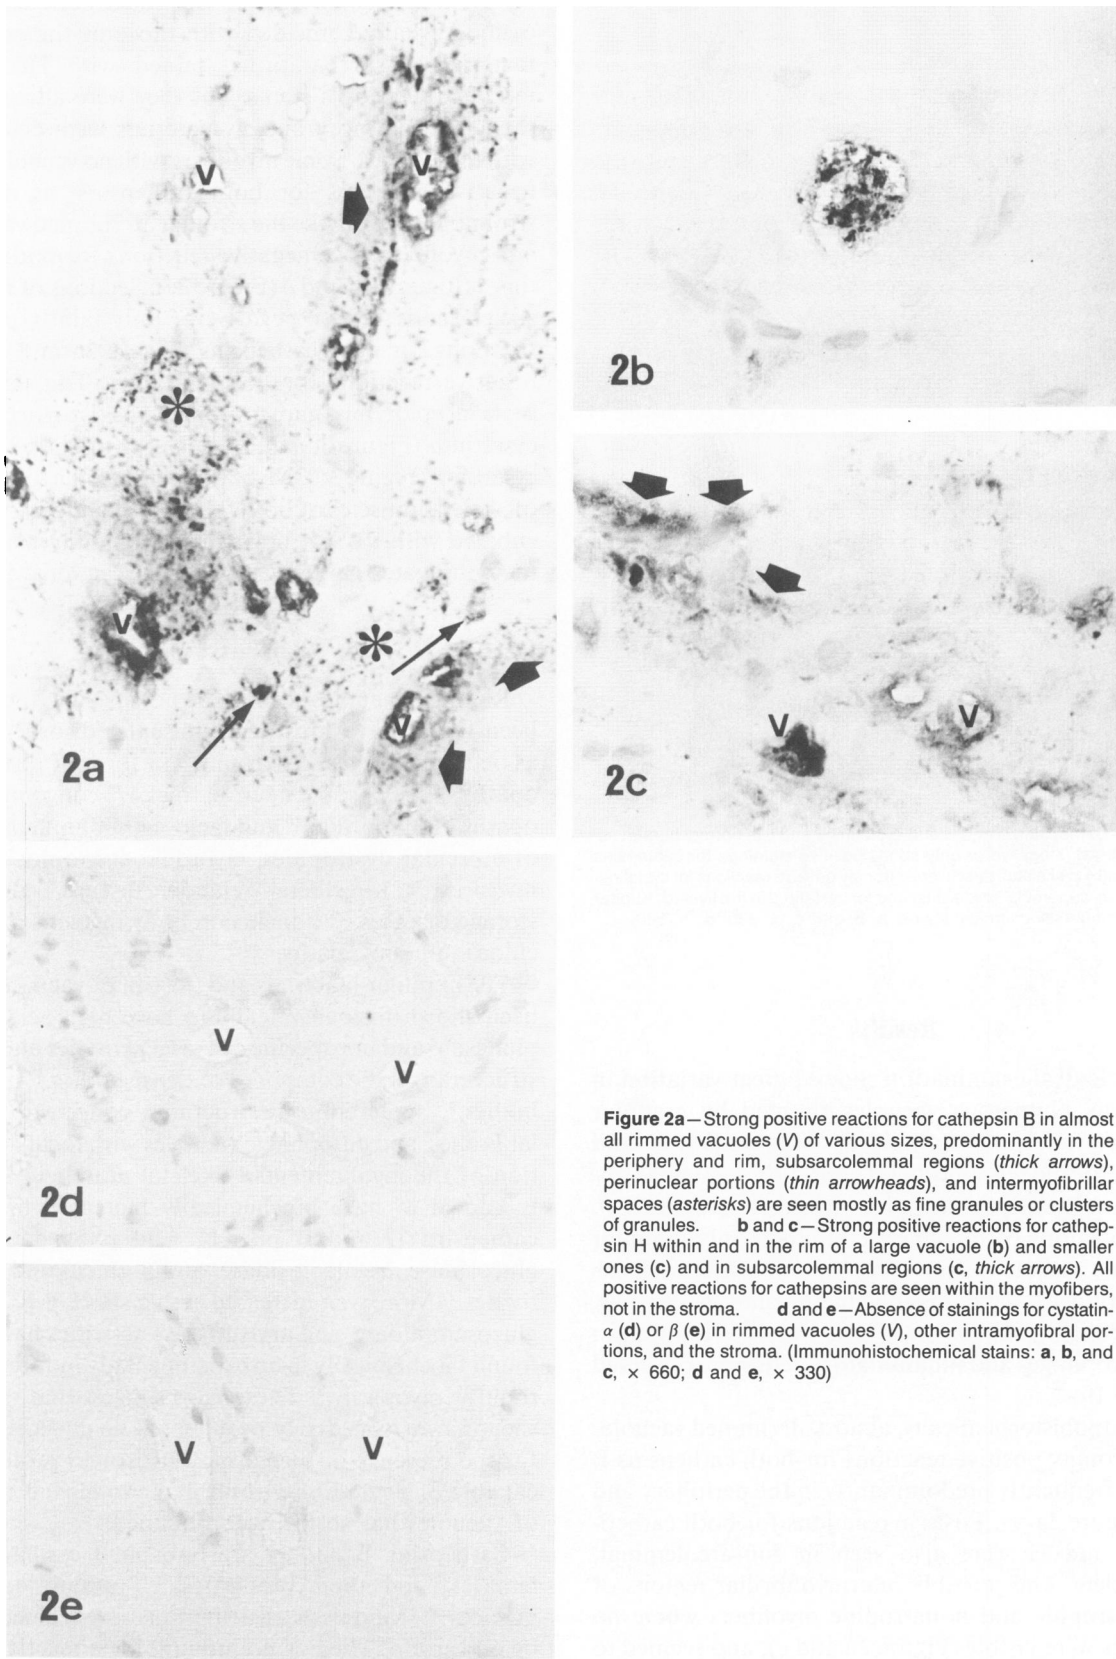 V
V
*
V
*
V
2a
2b
V
V
2c
V
V
2d
V
V
2e
Figure 2a—Strong positive reactions for cathepsin B in almost
all rimmed vacuoles (V) of various sizes, predominantly in the
periphery and rim, subsarcolemmal regions (thick arrows),
perinuclear portions (thin arrowheads), and intermyofibrillar
spaces (asterisks) are seen mostly as fine granules or clusters
of granules. b and c—Strong positive reactions for cathep-
sin H within and in the rim of a large vacuole (b) and smaller
ones (c) and in subsarcolemmal regions (c, thick arrows). All
positive reactions for cathepsins are seen within the myofibers,
not in the stroma. d and e—Absence of stainings for cystatin-
α (d) or β (e) in rimmed vacuoles (V), other intramyofibral por-
tions, and the stroma. (Immunohistochemical stains: a, b, and
c, × 660; d and e, × 330)